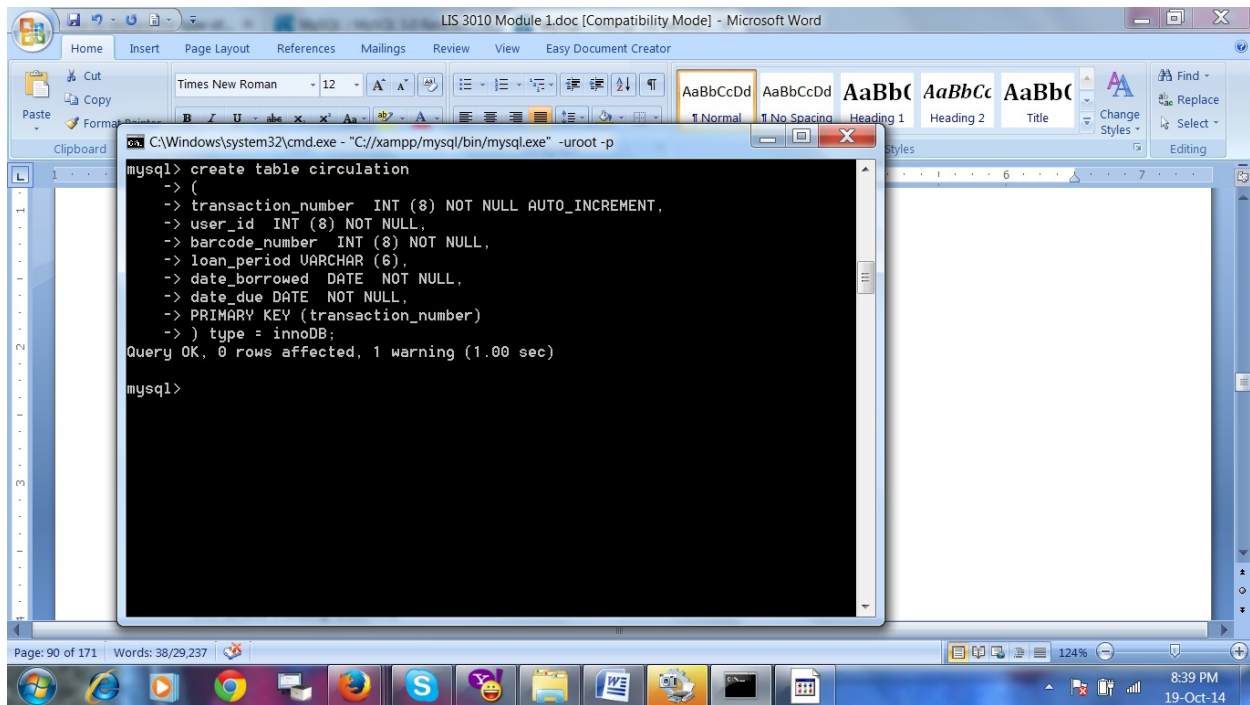 LIS 3010 Module 1.doc [Compatibility Mode] - Microsoft Word
Home Insert Page Layout References Mailings Review View Easy Document Creator
Paste
Cut
Copy
Format Painter
Clipboard
Times New Roman 12
AaBbCcDd AaBbCcDd AaBb( AaBbCc AaBb(
¶ Normal ¶ No Spacing Heading 1 Heading 2 Title
Change Styles
Styles
Find
Replace
Select
Editing
C:\Windows\system32\cmd.exe - "C://xampp/mysql/bin/mysql.exe" -uroot -p
mysql> create table circulation
-> (
-> transaction_number INT (8) NOT NULL AUTO_INCREMENT,
-> user_id INT (8) NOT NULL,
-> barcode_number INT (8) NOT NULL,
-> loan_period VARCHAR (6),
-> date_borrowed DATE NOT NULL,
-> date_due DATE NOT NULL,
-> PRIMARY KEY (transaction_number)
-> ) type = innoDB;
Query OK, 0 rows affected, 1 warning (1.00 sec)
mysql>
Page: 90 of 171 Words: 38/29,237 124%
8:39 PM
19-Oct-14